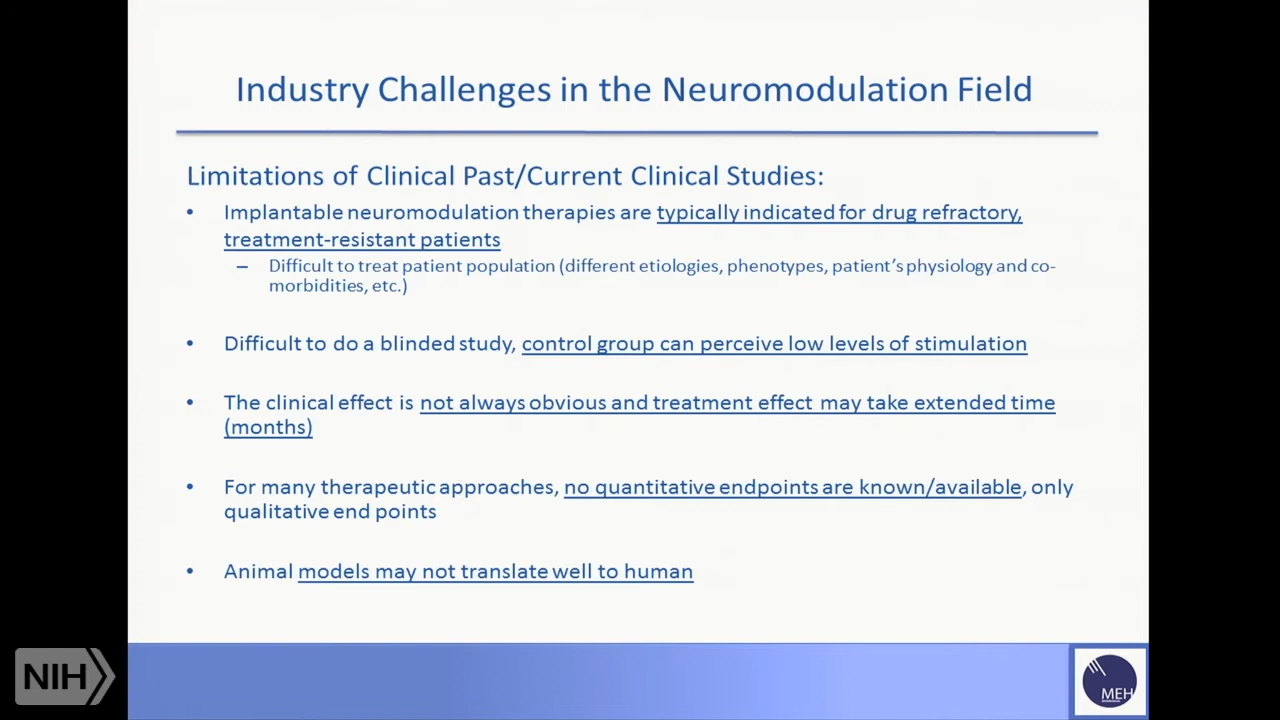 Industry Challenges in the Neuromodulation Field
Limitations of Clinical Past/Current Clinical Studies:
• Implantable neuromodulation therapies are typically indicated for drug refractory,
treatment-resistant patients
– Difficult to treat patient population (different etiologies, phenotypes, patient's physiology and co-
morbidities, etc.)
• Difficult to do a blinded study, control group can perceive low levels of stimulation
• The clinical effect is not always obvious and treatment effect may take extended time
(months)
• For many therapeutic approaches, no quantitative endpoints are known/available, only
qualitative end points
• Animal models may not translate well to human
NIH
MEH